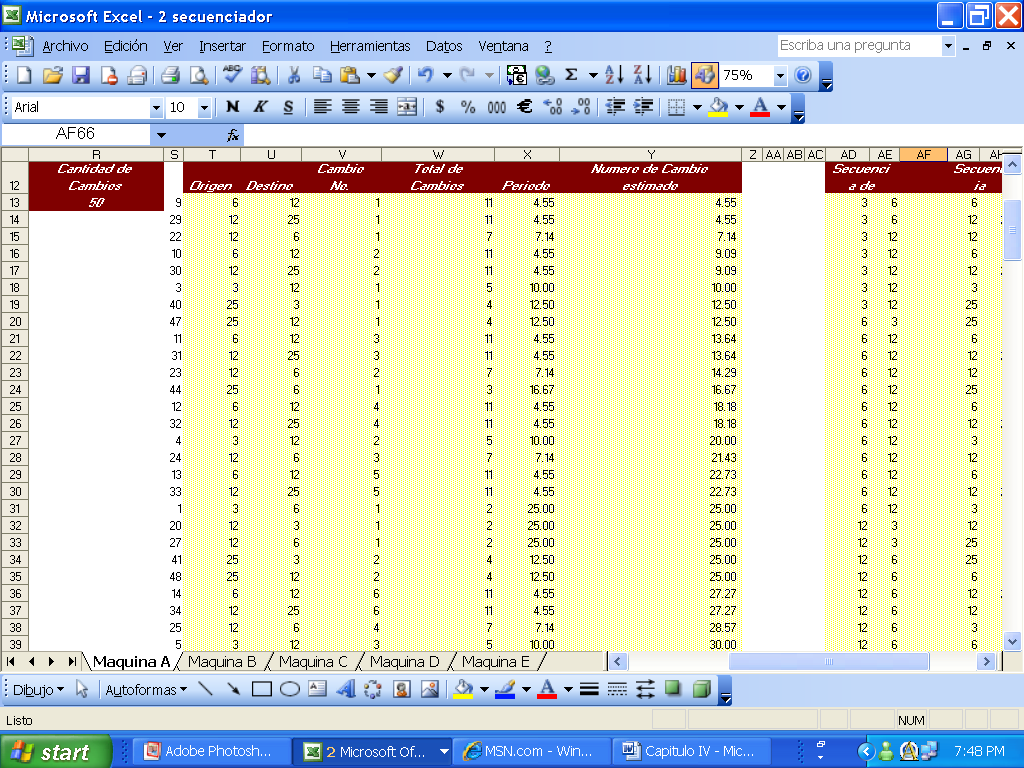 Microsoft Excel - 2 secuenciador
Archivo Edición Ver Insertar Formato Herramientas Datos Ventana ? Escriba una pregunta
75%
Arial 10 N K S $ % 000 €
AF66 fx
R S T U V W X Y Z AA AB AC AD AE AF AG AH
Cantidad de Cambio Total de Numero de Cambio Secuenci Secuenc
12 Cambios Origen Destino No. Cambios Periodo estimado a de ia
13 50 9 6 12 1 11 4.55 4.55 3 6 6
14 29 12 25 1 11 4.55 4.55 3 6 12
15 22 12 6 1 7 7.14 7.14 3 12 12
16 10 6 12 2 11 4.55 9.09 3 12 6
17 30 12 25 2 11 4.55 9.09 3 12 12
18 3 3 12 1 5 10.00 10.00 3 12 3
19 40 25 3 1 4 12.50 12.50 3 12 25
20 47 25 12 1 4 12.50 12.50 6 3 25
21 11 6 12 3 11 4.55 13.64 6 12 6
22 31 12 25 3 11 4.55 13.64 6 12 12
23 23 12 6 2 7 7.14 14.29 6 12 12
24 44 25 6 1 3 16.67 16.67 6 12 25
25 12 6 12 4 11 4.55 18.18 6 12 6
26 32 12 25 4 11 4.55 18.18 6 12 12
27 4 3 12 2 5 10.00 20.00 6 12 3
28 24 12 6 3 7 7.14 21.43 6 12 12
29 13 6 12 5 11 4.55 22.73 6 12 6
30 33 12 25 5 11 4.55 22.73 6 12 12
31 1 3 6 1 2 25.00 25.00 6 12 3
32 20 12 3 1 2 25.00 25.00 12 3 12
33 27 12 6 1 2 25.00 25.00 12 3 25
34 41 25 3 2 4 12.50 25.00 12 6 25
35 48 25 12 2 4 12.50 25.00 12 6 6
36 14 6 12 6 11 4.55 27.27 12 6 12
37 34 12 25 6 11 4.55 27.27 12 6 12
38 25 12 6 4 7 7.14 28.57 12 6 3
39 5 3 12 3 5 10.00 30.00 12 6 6
Maquina A Maquina B Maquina C Maquina D Maquina E
Dibujo Autoformas
Listo NUM
start Adobe Photosh... 2 Microsoft Of... MSN.com - Win... Capitulo IV - Mic... 7:48 PM